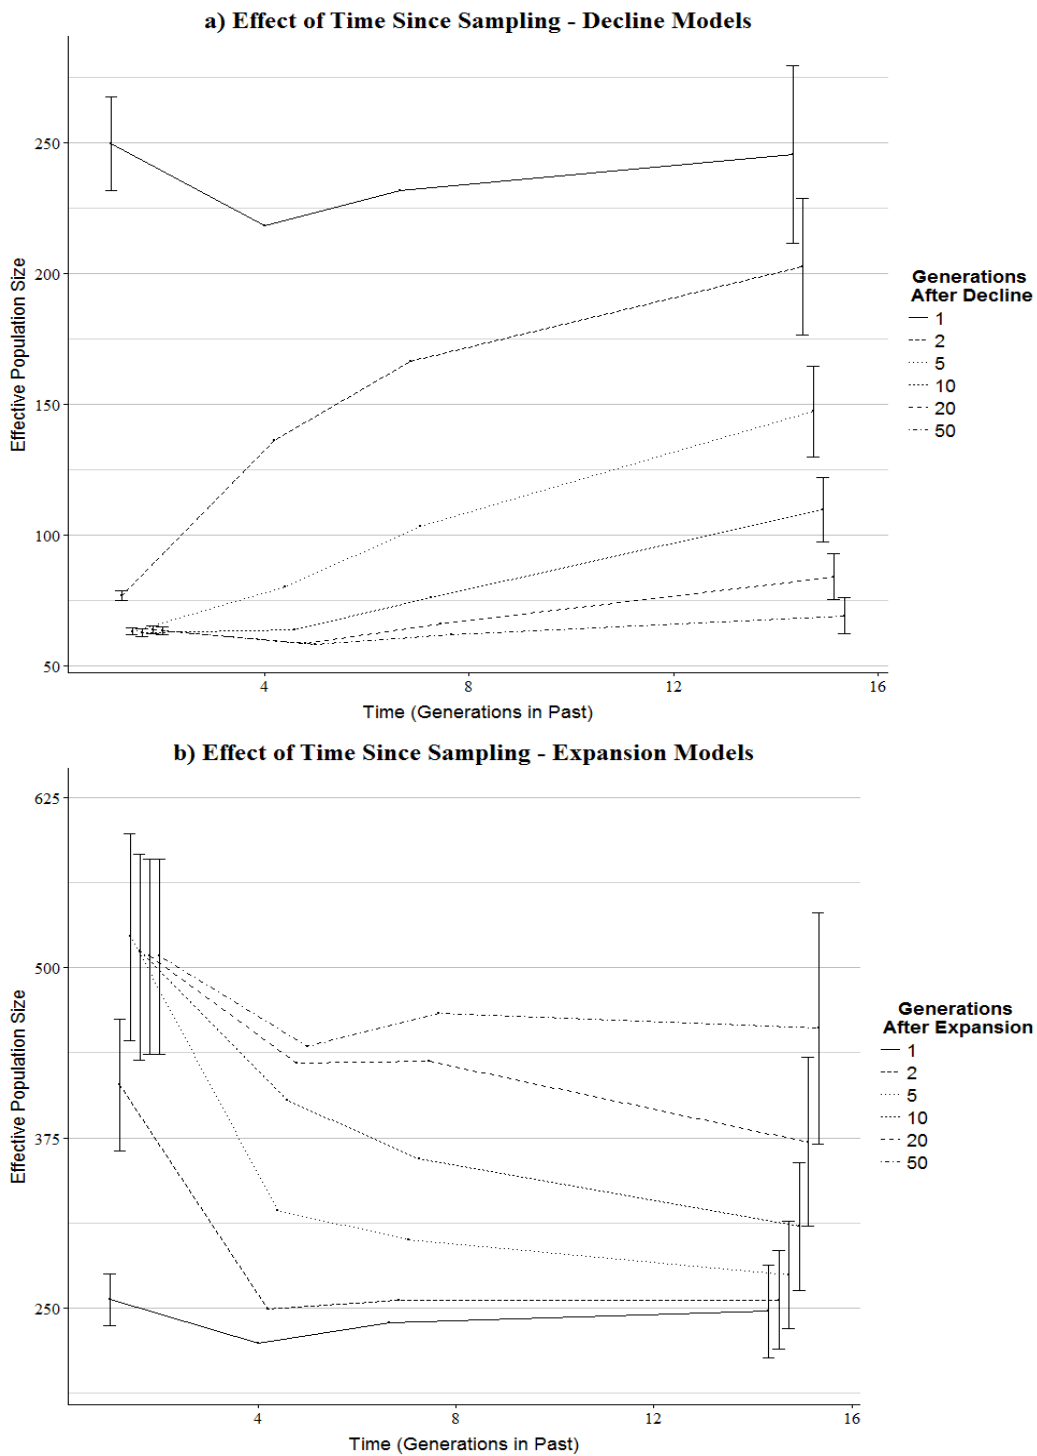 a) Effect of Time Since Sampling - Decline Models
Effective Population Size
250
200
150
100
50
4
8
12
16
Time (Generations in Past)
Generations
After Decline
1
2
5
10
20
50
b) Effect of Time Since Sampling - Expansion Models
Effective Population Size
625
500
375
250
4
8
12
16
Time (Generations in Past)
Generations
After Expansion
1
2
5
10
20
50